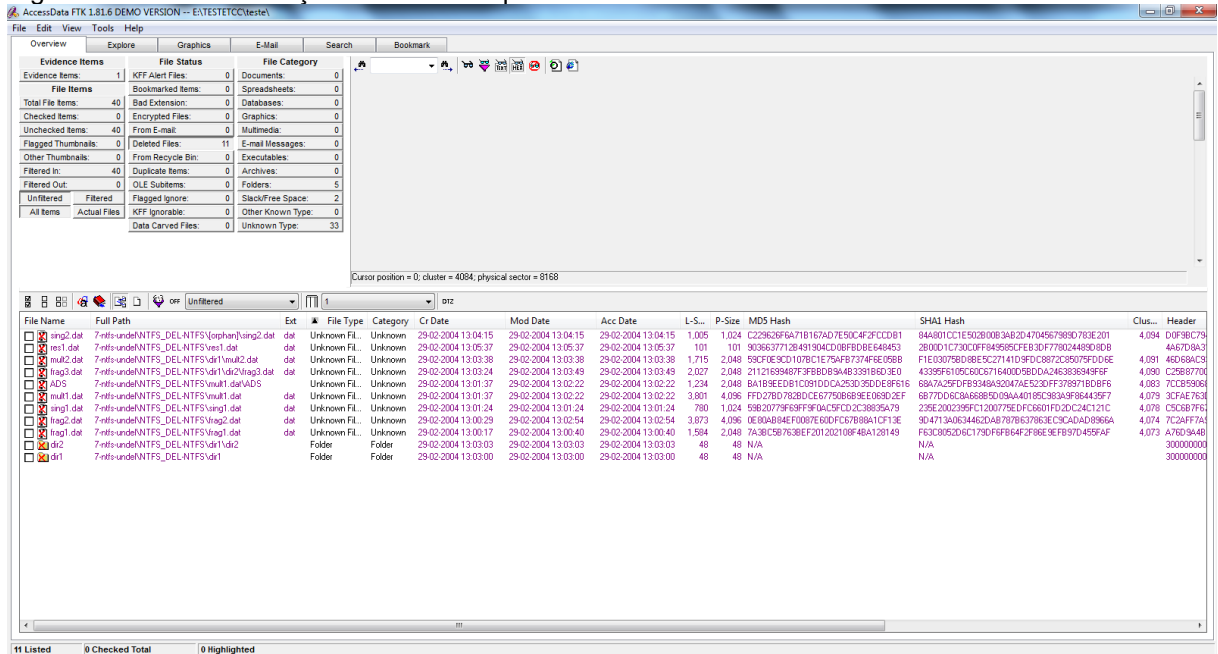 AccessData FTK 1.81.6 DEMO VERSION -- E:\TESTETCC\teste\
File Edit View Tools Help
Overview Explore Graphics E-Mail Search Bookmark
Evidence Items File Status File Category
Evidence Items: 1 KFF Alert Files: 0 Documents: 0
File Items Bookmarked Items: 0 Spreadsheets: 0
Total File Items: 40 Bad Extension: 0 Databases: 0
Checked Items: 0 Encrypted Files: 0 Graphics: 0
Unchecked Items: 40 From E-mail: 0 Multimedia: 0
Flagged Thumbnails: 0 Deleted Files: 11 E-mail Messages: 0
Other Thumbnails: 0 From Recycle Bin: 0 Executables: 0
Filtered In: 40 Duplicate Items: 0 Archives: 0
Filtered Out: 0 OLE Subitems: 0 Folders: 5
Unfiltered Filtered Flagged Ignore: 0 Slack/Free Space: 2
All Items Actual Files KFF Ignorable: 0 Other Known Type: 0
Data Carved Files: 0 Unknown Type: 33
Cursor position = 0; cluster = 4084; physical sector = 8168
OFF Unfiltered 1 DTZ
File Name Full Path Ext File Type Category Cr Date Mod Date Acc Date L-S... P-Size MD5 Hash SHA1 Hash Clus... Header
sing2.dat 7-ntfs-undel\NTFS_DEL-NTFS\[orphan]\sing2.dat dat Unknown Fil... Unknown 29-02-2004 13:04:15 29-02-2004 13:04:15 29-02-2004 13:04:15 1,005 1,024 C229626F6A71B167AD7E50C4F2FCCDB1 84A801CC1E502B00B3AB2D4704567989D783E201 4,094 D0F9BC79
res1.dat 7-ntfs-undel\NTFS_DEL-NTFS\res1.dat dat Unknown Fil... Unknown 29-02-2004 13:05:37 29-02-2004 13:05:37 29-02-2004 13:05:37 101 101 9036637712B491904CD0BFBDBE648453 2B00D1C730C0FF849585CFEB3DF778024489D8DB 4A67D8A3
mult2.dat 7-ntfs-undel\NTFS_DEL-NTFS\dir1\mult2.dat dat Unknown Fil... Unknown 29-02-2004 13:03:38 29-02-2004 13:03:38 29-02-2004 13:03:38 1,715 2,048 59CF0E9CD107BC1E75AFB7374F6E05BB F1E03075BD8BE5C27141D9FDC8872C85075FDD6E 4,091 46D68AC9
frag3.dat 7-ntfs-undel\NTFS_DEL-NTFS\dir1\dir2\frag3.dat dat Unknown Fil... Unknown 29-02-2004 13:03:24 29-02-2004 13:03:49 29-02-2004 13:03:49 2,027 2,048 21121699487F3FBBDB9A4B3391B6D3E0 43395F6105C60C6716400D5BDDA2463836949F6F 4,090 C25B8770
ADS 7-ntfs-undel\NTFS_DEL-NTFS\mult1.dat\ADS Unknown Fil... Unknown 29-02-2004 13:01:37 29-02-2004 13:02:22 29-02-2004 13:02:22 1,234 2,048 BA1B9EEDB1C091DDCA253D35DDE8F616 68A7A25FDFB9348A92047AE523DFF378971BDBF6 4,083 7CCB5906
mult1.dat 7-ntfs-undel\NTFS_DEL-NTFS\mult1.dat dat Unknown Fil... Unknown 29-02-2004 13:01:37 29-02-2004 13:02:22 29-02-2004 13:02:22 3,801 4,096 FFD27BD782BDCE67750B6B9EE069D2EF 6B77DD6C8A668B5D09AA40185C983A9F864435F7 4,079 3CFAE763
sing1.dat 7-ntfs-undel\NTFS_DEL-NTFS\sing1.dat dat Unknown Fil... Unknown 29-02-2004 13:01:24 29-02-2004 13:01:24 29-02-2004 13:01:24 780 1,024 59B20779F69FF9F0AC5FCD2C38835A79 235E2002395FC1200775EDFC6601FD2DC24C121C 4,078 C5C6B7F6
frag2.dat 7-ntfs-undel\NTFS_DEL-NTFS\frag2.dat dat Unknown Fil... Unknown 29-02-2004 13:00:29 29-02-2004 13:02:54 29-02-2004 13:02:54 3,873 4,096 0E80AB84EF0087E60DFC67B88A1CF13E 9D4713A0634462DAB787B637863EC9CADAD8966A 4,074 7C2AFF7A
frag1.dat 7-ntfs-undel\NTFS_DEL-NTFS\frag1.dat dat Unknown Fil... Unknown 29-02-2004 13:00:17 29-02-2004 13:00:40 29-02-2004 13:00:40 1,584 2,048 7A3BC5B763BEF201202108F4BA128149 F63C8052D6C179DF6FB64F2F86E9EFB97D455FAF 4,073 A76D9A4B
dir2 7-ntfs-undel\NTFS_DEL-NTFS\dir1\dir2 Folder Folder 29-02-2004 13:03:03 29-02-2004 13:03:03 29-02-2004 13:03:03 48 48 N/A N/A 300000000
dir1 7-ntfs-undel\NTFS_DEL-NTFS\dir1 Folder Folder 29-02-2004 13:03:00 29-02-2004 13:03:00 29-02-2004 13:03:00 48 48 N/A N/A 300000000
11 Listed 0 Checked Total 0 Highlighted